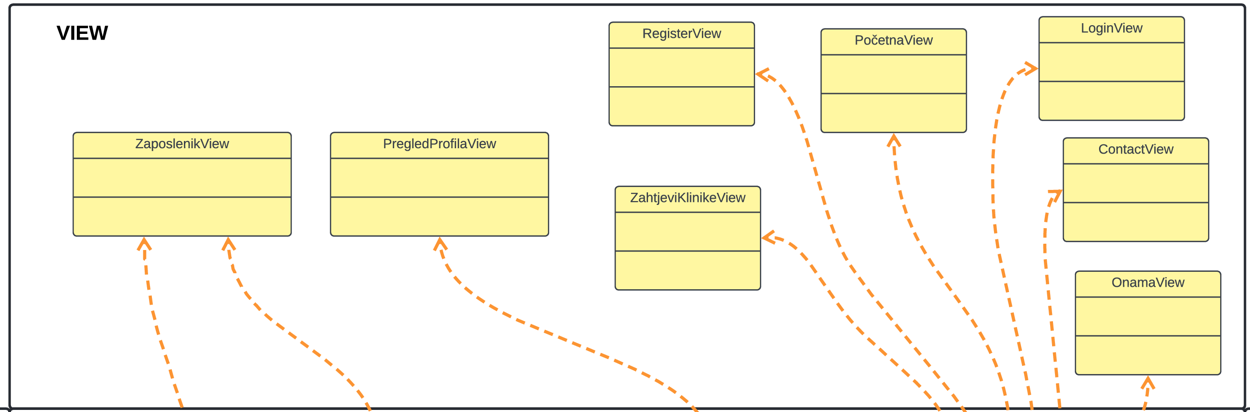 VIEW
RegisterView
PočetnaView
LoginView
ZaposlenikView
PregledProfilaView
ContactView
ZahtjeviKlinikeView
OnamaView